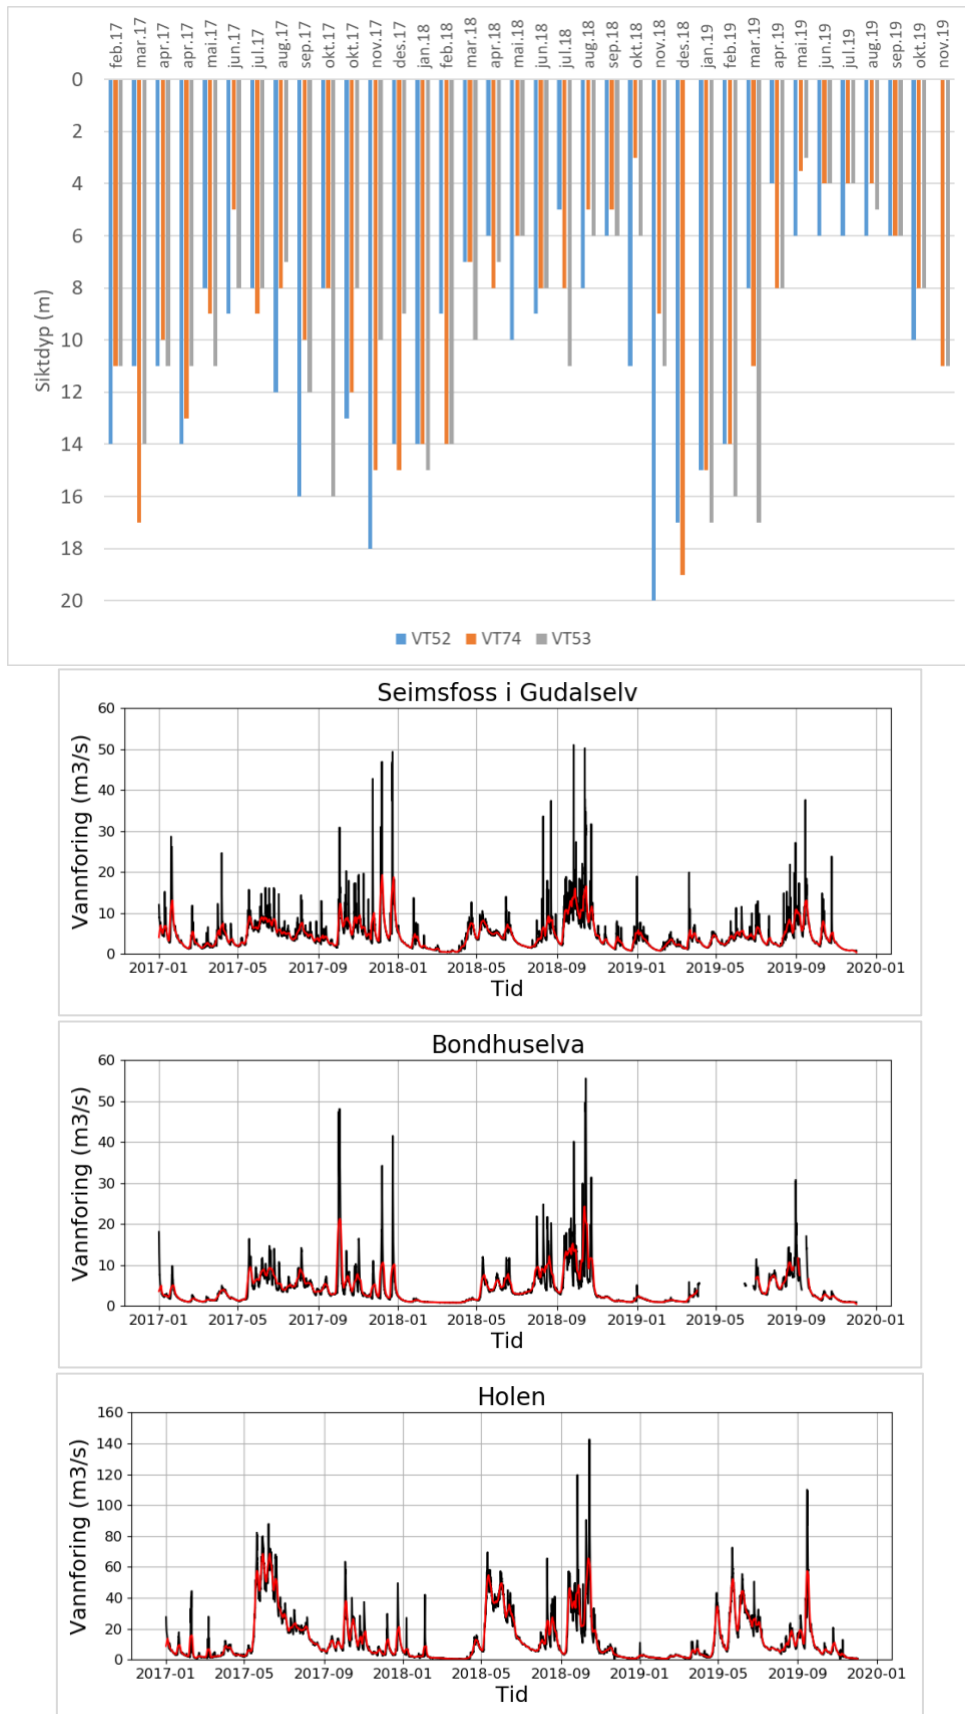 feb.17 mar.17 apr.17 apr.17 mai.17 jun.17 jul.17 aug.17 sep.17 okt.17 okt.17 nov.17 des.17 jan.18 feb.18 mar.18 apr.18 mai.18 jun.18 jul.18 aug.18 sep.18 okt.18 nov.18 des.18 jan.19 feb.19 mar.19 apr.19 mai.19 jun.19 jul.19 aug.19 sep.19 okt.19 nov.19
0
2
4
6
8
10
12
14
16
18
20
Siktdyp (m)
VT52 VT74 VT53
Seimsfoss i Gudalselv
60
50
40
30
20
10
0
Vannforing (m3/s)
2017-01 2017-05 2017-09 2018-01 2018-05 2018-09 2019-01 2019-05 2019-09 2020-01
Tid
Bondhuselva
60
50
40
30
20
10
0
Vannforing (m3/s)
2017-01 2017-05 2017-09 2018-01 2018-05 2018-09 2019-01 2019-05 2019-09 2020-01
Tid
Holen
160
140
120
100
80
60
40
20
0
Vannforing (m3/s)
2017-01 2017-05 2017-09 2018-01 2018-05 2018-09 2019-01 2019-05 2019-09 2020-01
Tid